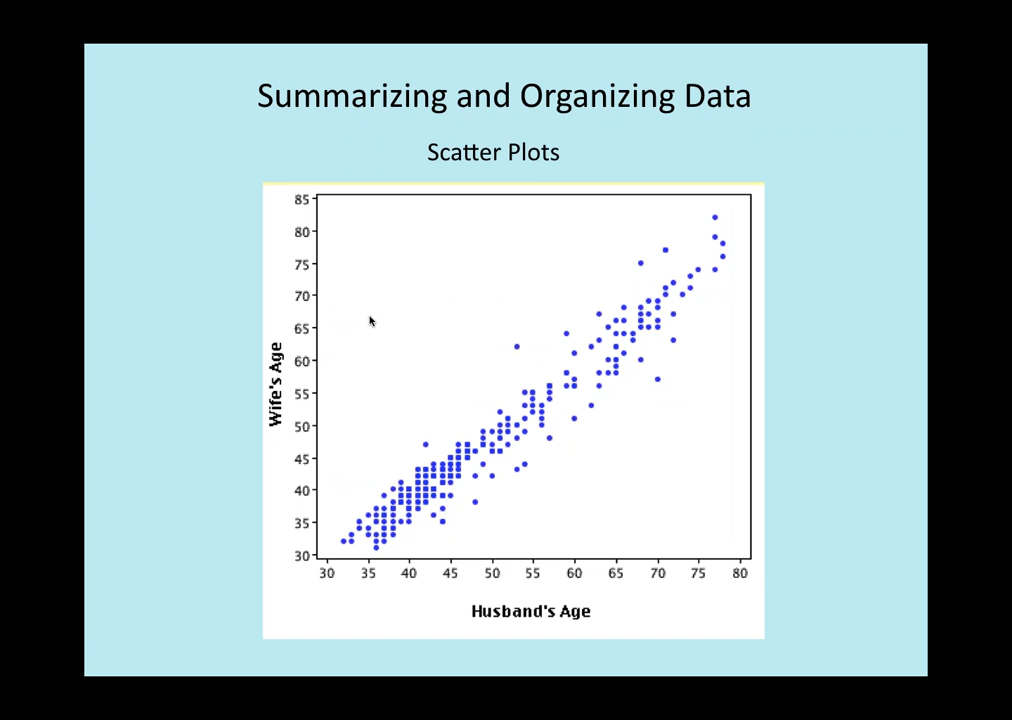 Summarizing and Organizing Data
Scatter Plots
85
80
75
70
65
60
55
50
45
40
35
30
Wife's Age
30 35 40 45 50 55 60 65 70 75 80
Husband's Age